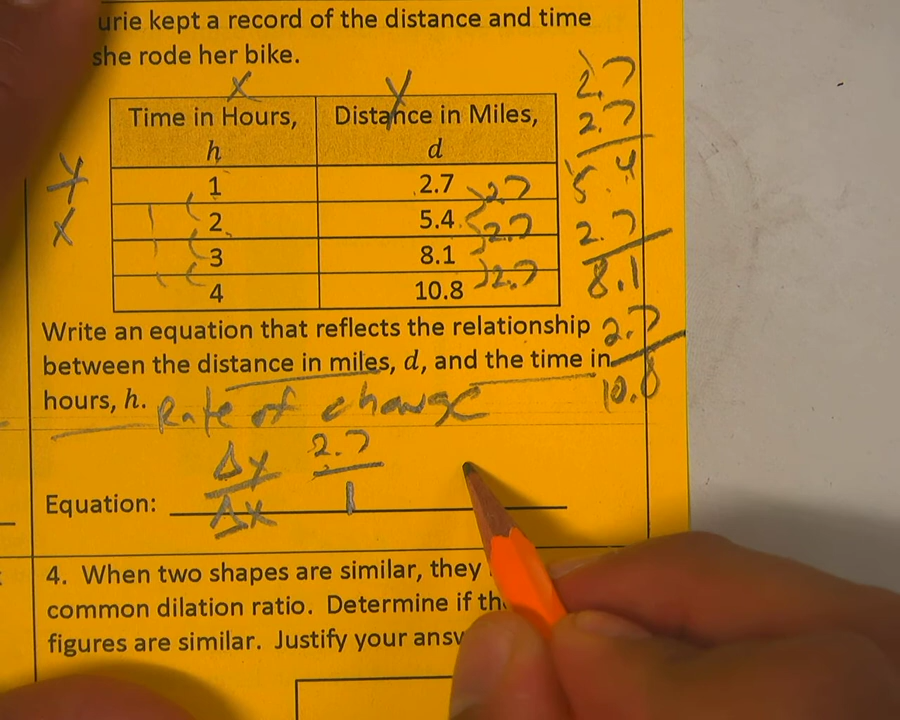 urie kept a record of the distance and time
she rode her bike.
x y
Time in Hours, Distance in Miles,
h d
1 2.7
2 5.4
3 8.1
4 10.8
y
x
2.7
2.7
2.7
2.7
2.7
5.4
2.7
8.1
2.7
10.8
Write an equation that reflects the relationship
between the distance in miles, d, and the time in
hours, h. Rate of change
Δy 2.7
Δx 1
Equation:
4. When two shapes are similar, they
common dilation ratio. Determine if th
figures are similar. Justify your answ